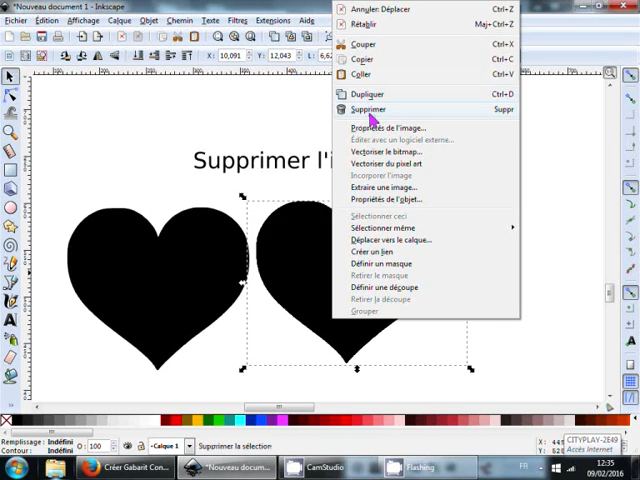 *Nouveau document 1 - Inkscape
Fichier Édition Affichage Calque Objet Chemin Texte Filtres Extensions Aide
X: 10,091 Y: 12,043 L: 6,62
Annuler: Déplacer Ctrl+Z
Rétablir Maj+Ctrl+Z
Couper Ctrl+X
Copier Ctrl+C
Coller Ctrl+V
Dupliquer Ctrl+D
Supprimer Suppr
Propriétés de l'image...
Éditer avec un logiciel externe...
Vectoriser le bitmap...
Vectoriser du pixel art
Incorporer l'image
Extraire une image...
Propriétés de l'objet...
Sélectionner ceci
Sélectionner même
Déplacer vers le calque...
Créer un lien
Définir un masque
Retirer le masque
Définir une découpe
Retirer la découpe
Grouper
Supprimer l'i
Remplissage: Indéfini
Contour: Indéfini
O: 100
Calque 1
Supprimer la sélection
CITYPLAY-2E49
Accès Internet
Créer Gabarit Con...
*Nouveau docum...
CamStudio
Flashing
FR
12:35
09/02/2016